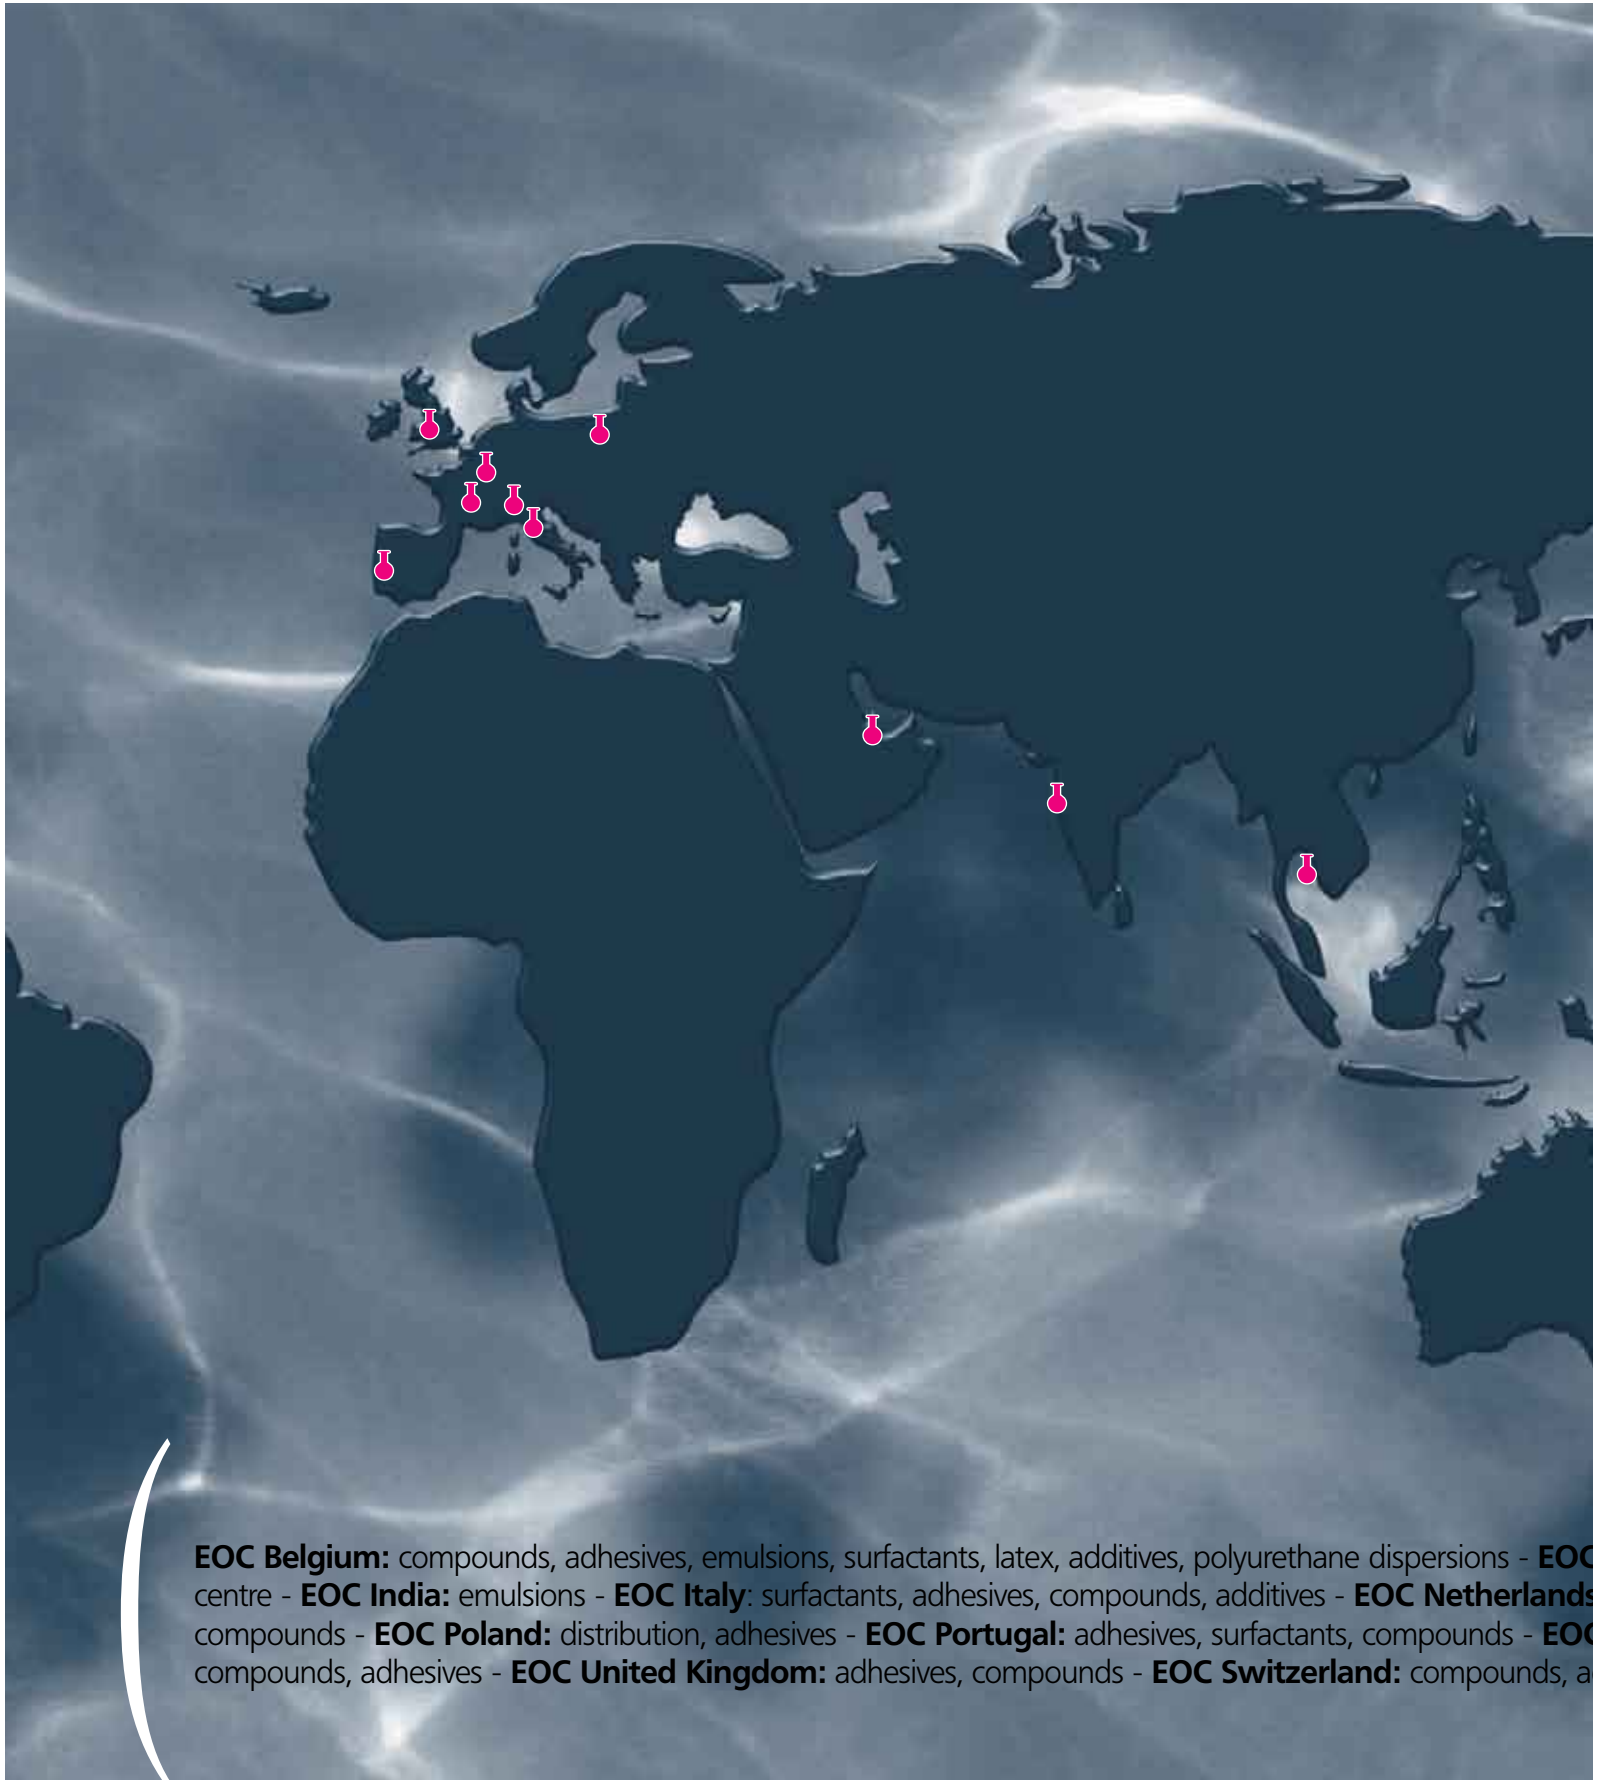 EOC Belgium: compounds, adhesives, emulsions, surfactants, latex, additives, polyurethane dispersions - EOC
centre - EOC India: emulsions - EOC Italy: surfactants, adhesives, compounds, additives - EOC Netherlands
compounds - EOC Poland: distribution, adhesives - EOC Portugal: adhesives, surfactants, compounds - EOC
compounds, adhesives - EOC United Kingdom: adhesives, compounds - EOC Switzerland: compounds,